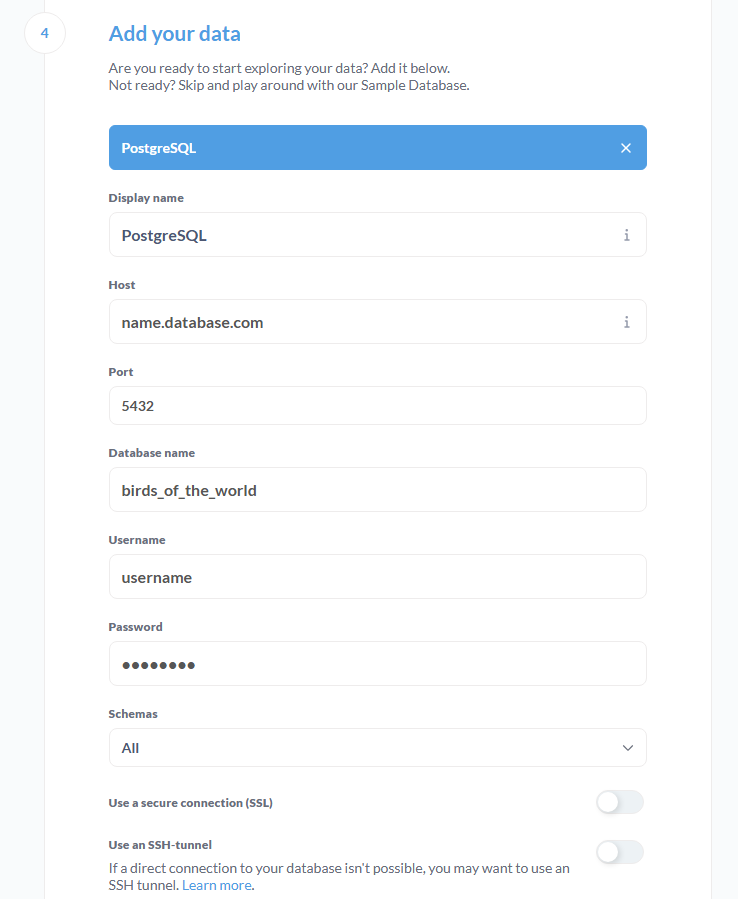 4
Add your data
Are you ready to start exploring your data? Add it below.
Not ready? Skip and play around with our Sample Database.
PostgreSQL
Display name
PostgreSQL
Host
name.database.com
Port
5432
Database name
birds_of_the_world
Username
username
Password
••••••••
Schemas
All
Use a secure connection (SSL)
Use an SSH-tunnel
If a direct connection to your database isn't possible, you may want to use an
SSH tunnel. Learn more.